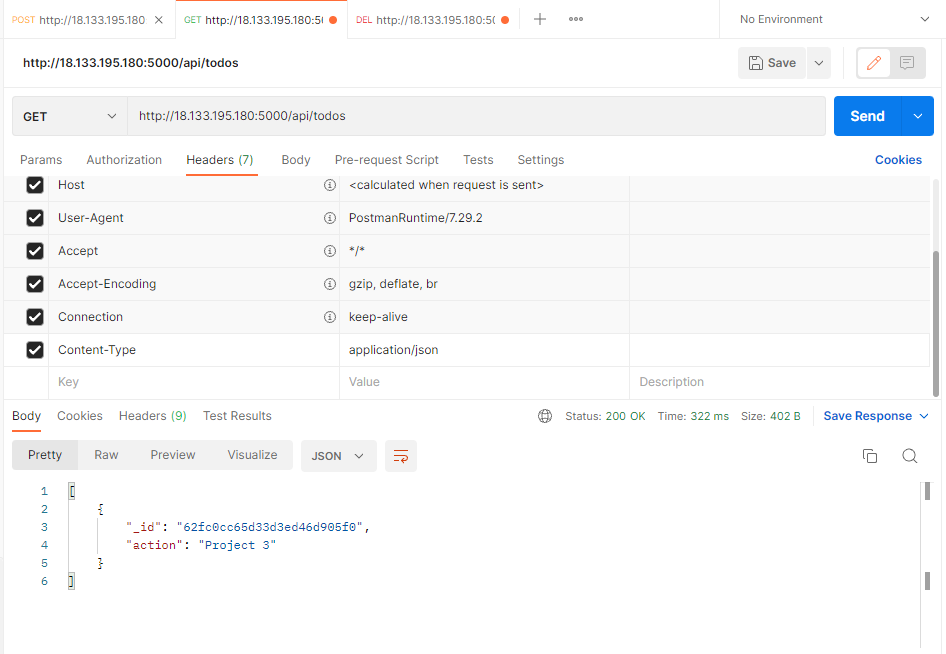 POST http://18.133.195.180 GET http://18.133.195.180:5( DEL http://18.133.195.180:5( No Environment
http://18.133.195.180:5000/api/todos Save
GET http://18.133.195.180:5000/api/todos Send
Params Authorization Headers (7) Body Pre-request Script Tests Settings Cookies
Host <calculated when request is sent>
User-Agent PostmanRuntime/7.29.2
Accept */*
Accept-Encoding gzip, deflate, br
Connection keep-alive
Content-Type application/json
Key Value Description
Body Cookies Headers (9) Test Results Status: 200 OK Time: 322 ms Size: 402 B Save Response
Pretty Raw Preview Visualize JSON
1 [
2 {
3 "_id": "62fc0cc65d33d3ed46d905f0",
4 "action": "Project 3"
5 }
6 ]